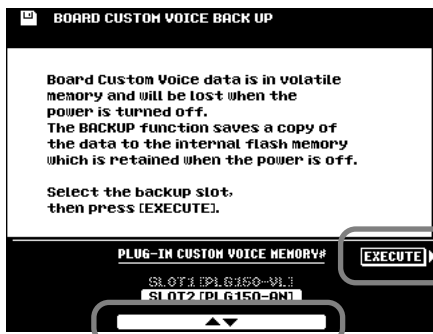 BOARD CUSTOM VOICE BACK UP
Board Custom Voice data is in volatile
memory and will be lost when the
power is turned off.
The BACKUP function saves a copy of
the data to the internal flash memory
which is retained when the power is off.
Select the backup slot,
then press [EXECUTE].
PLUG-IN CUSTOM VOICE MEMORY#
EXECUTE
SLOT1 [PLG150-VL]
SLOT2 [PLG150-AN]